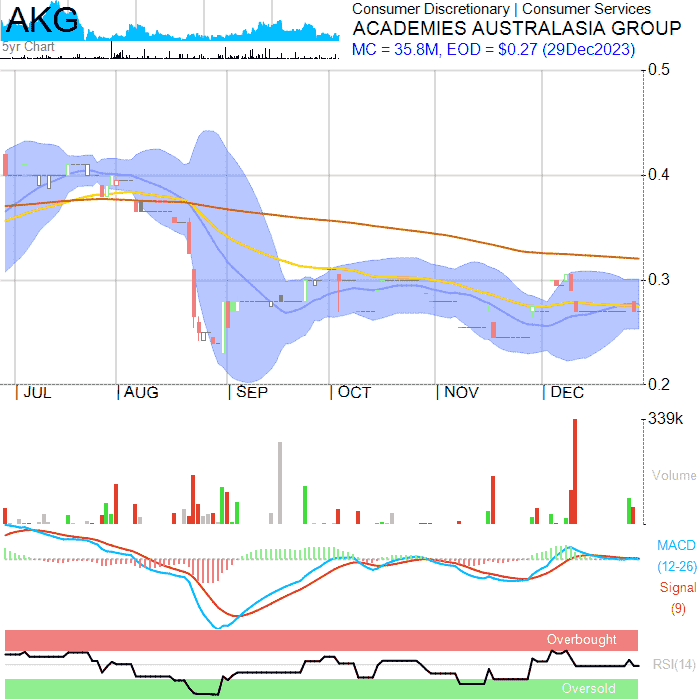 AKG
5yr Chart
Consumer Discretionary | Consumer Services
ACADEMIES AUSTRALASIA GROUP
MC = 35.8M, EOD = $0.27 (29Dec2023)
0.5
0.4
0.3
0.2
JUL AUG SEP OCT NOV DEC
339k
Volume
MACD
(12-26)
Signal
(9)
Overbought
RSI(14)
Oversold